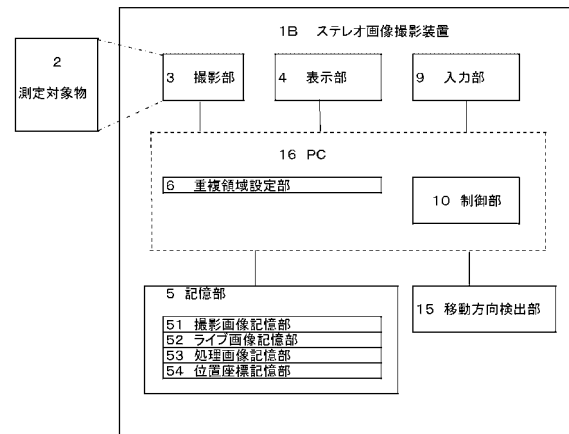 1B ステレオ画像撮影装置
2
測定対象物
3 撮影部
4 表示部
9 入力部
16 PC
6 重複領域設定部
10 制御部
5 記憶部
51 撮影画像記憶部
52 ライブ画像記憶部
53 処理画像記憶部
54 位置座標記憶部
15 移動方向検出部